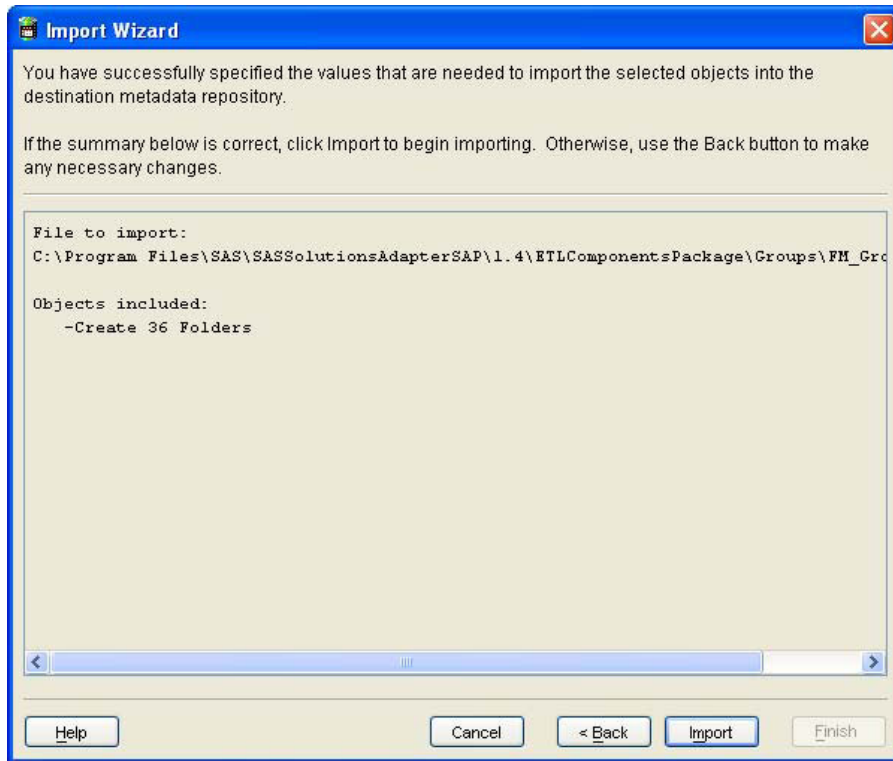 Import Wizard
You have successfully specified the values that are needed to import the selected objects into the
destination metadata repository.
If the summary below is correct, click Import to begin importing. Otherwise, use the Back button to make
any necessary changes.
File to import:
C:\Program Files\SAS\SASSolutionsAdapterSAP\1.4\ETLComponentsPackage\Groups\FM_Gro
Objects included:
-Create 36 Folders
Help
Cancel
< Back
Import
Finish